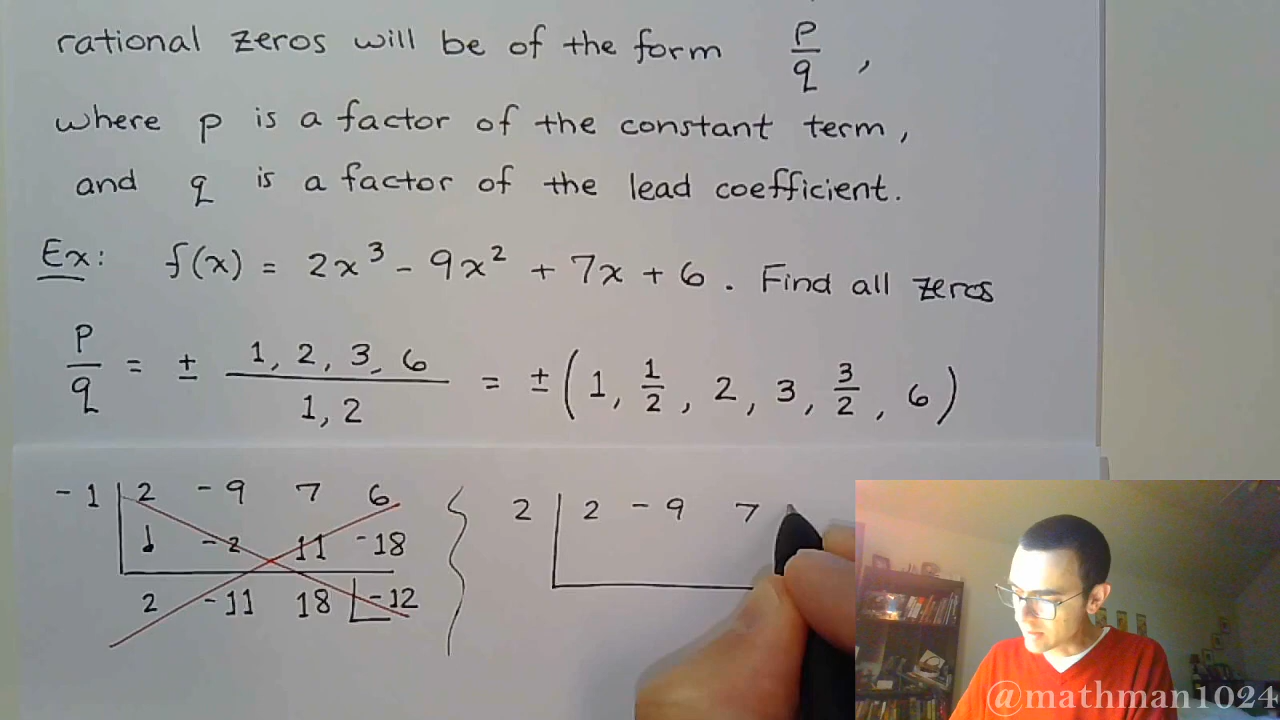 rational zeros will be of the form p/q ,
where p is a factor of the constant term,
and q is a factor of the lead coefficient.
Ex: f(x) = 2x³ - 9x² + 7x + 6 . Find all zeros
p/q = ± 1, 2, 3, 6 / 1, 2 = ± (1, 1/2, 2, 3, 3/2, 6)
-1 | 2 -9 7 6
↓ -2 11 -18
2 -11 18 |-12
2 | 2 -9 7
@mathman1024